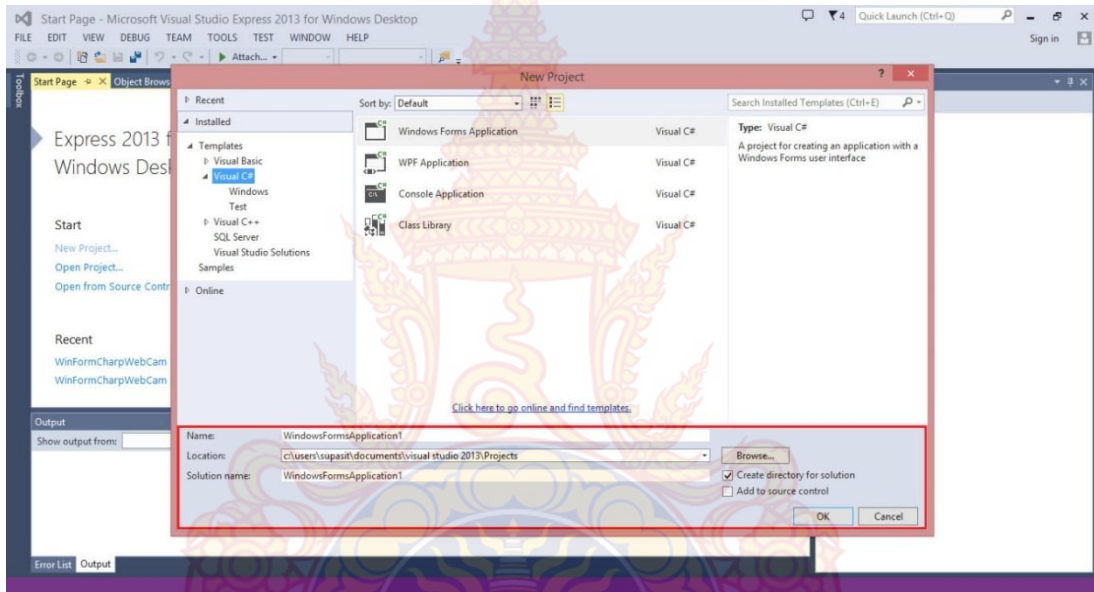 Start Page - Microsoft Visual Studio Express 2013 for Windows Desktop
4
Quick Launch (Ctrl+Q)
FILE EDIT VIEW DEBUG TEAM TOOLS TEST WINDOW HELP
Sign in
Attach...
Toolbox
Start Page
Object Brows
New Project
Recent
Sort by: Default
Search Installed Templates (Ctrl+E)
Installed
Templates
Visual Basic
Visual C#
Windows
Test
Visual C++
SQL Server
Visual Studio Solutions
Samples
Online
Windows Forms Application Visual C#
WPF Application Visual C#
Console Application Visual C#
Class Library Visual C#
Click here to go online and find templates.
Type: Visual C#
A project for creating an application with a
Windows Forms user interface
Express 2013 f
Windows Desk
Start
New Project...
Open Project...
Open from Source Contr
Recent
WinFormCharpWebCam
WinFormCharpWebCam
Output
Show output from:
Name: WindowsFormsApplication1
Location: c:\users\supasit\documents\visual studio 2013\Projects
Browse...
Solution name: WindowsFormsApplication1
Create directory for solution
Add to source control
OK Cancel
Error List Output